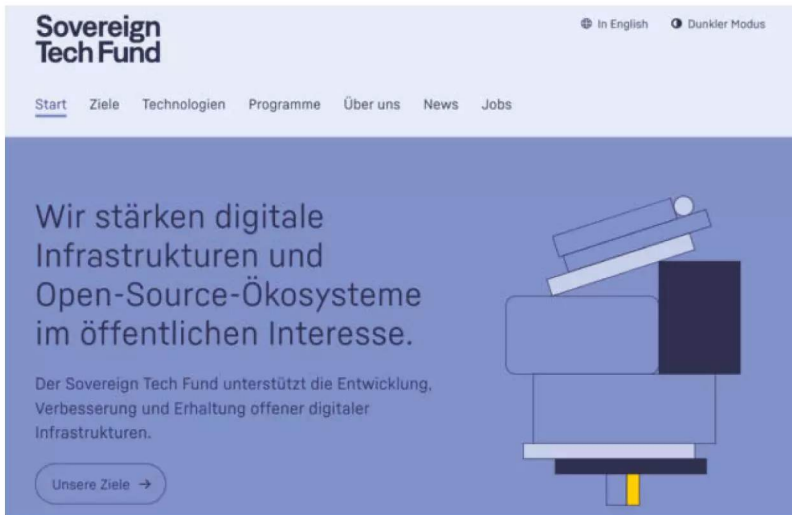 Sovereign
Tech Fund
In English
Dunkler Modus
Start
Ziele
Technologien
Programme
Über uns
News
Jobs
Wir stärken digitale
Infrastrukturen und
Open-Source-Ökosysteme
im öffentlichen Interesse.
Der Sovereign Tech Fund unterstützt die Entwicklung,
Verbesserung und Erhaltung offener digitaler
Infrastrukturen.
Unsere Ziele →